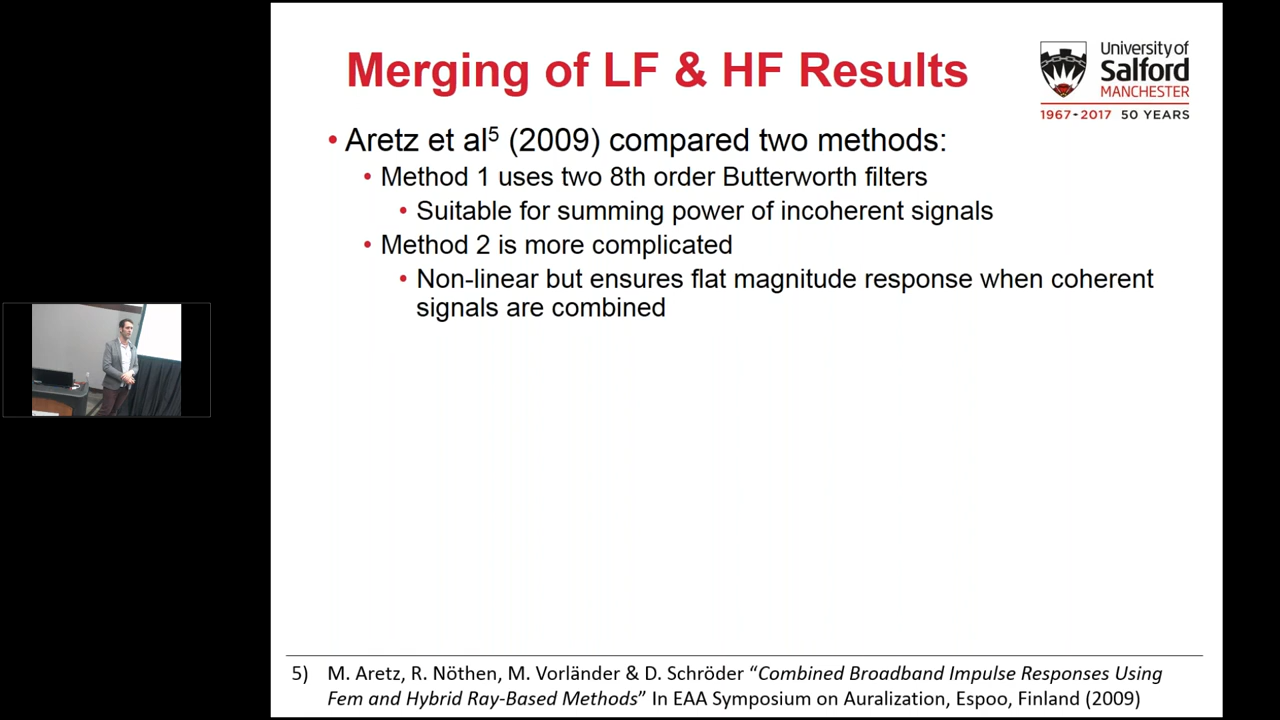 Merging of LF & HF Results
University of
Salford
MANCHESTER
1967-2017 50 YEARS
• Aretz et al⁵ (2009) compared two methods:
• Method 1 uses two 8th order Butterworth filters
• Suitable for summing power of incoherent signals
• Method 2 is more complicated
• Non-linear but ensures flat magnitude response when coherent
signals are combined
5) M. Aretz, R. Nöthen, M. Vorländer & D. Schröder “Combined Broadband Impulse Responses Using
Fem and Hybrid Ray-Based Methods” In EAA Symposium on Auralization, Espoo, Finland (2009)